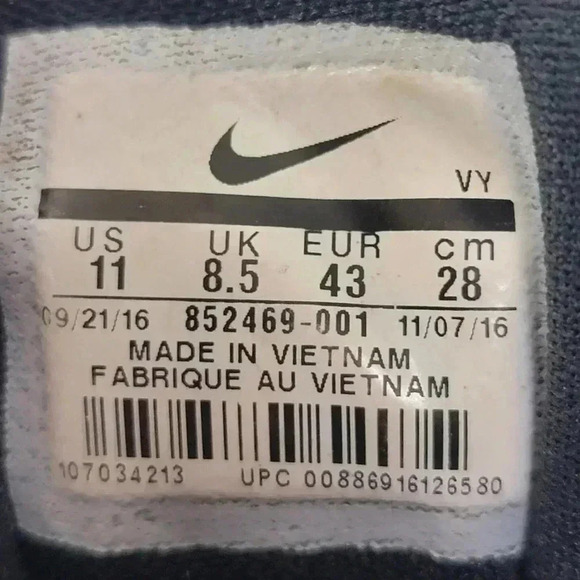 VY
US UK EUR cm
11 8.5 43 28
09/21/16 852469-001 11/07/16
MADE IN VIETNAM
FABRIQUE AU VIETNAM
107034213 UPC 00886916126580